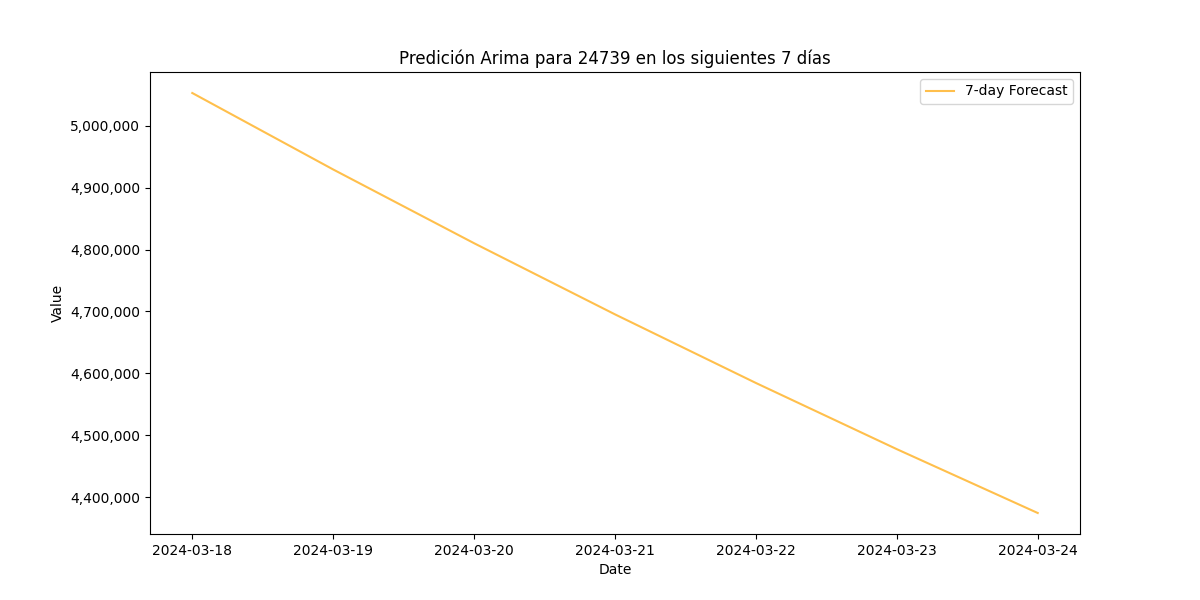 Predición Arima para 24739 en los siguientes 7 días
7-day Forecast
Value
5,000,000
4,900,000
4,800,000
4,700,000
4,600,000
4,500,000
4,400,000
2024-03-18 2024-03-19 2024-03-20 2024-03-21 2024-03-22 2024-03-23 2024-03-24
Date